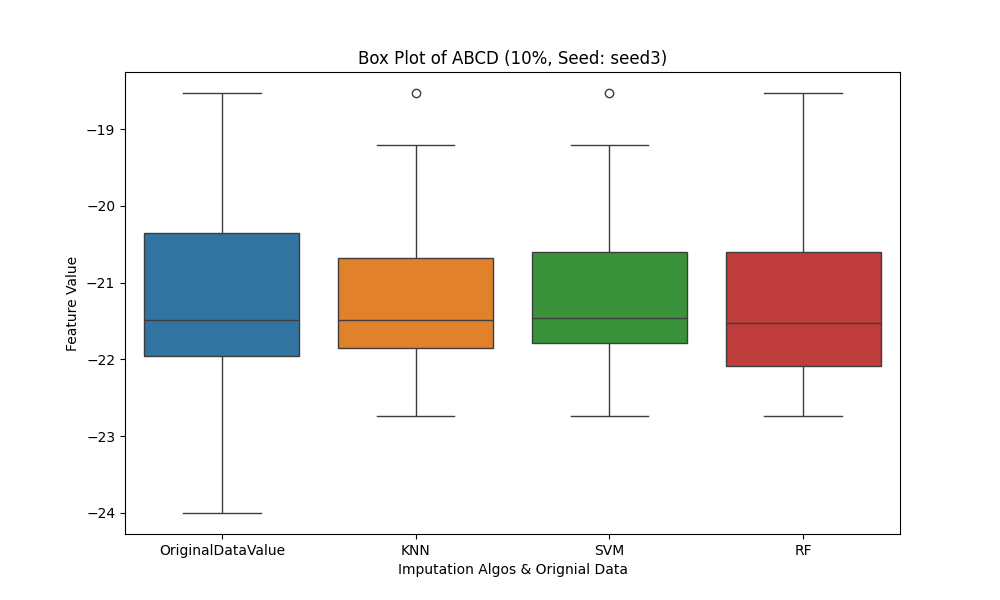 Box Plot of ABCD (10%, Seed: seed3)
Feature Value
−19
−20
−21
−22
−23
−24
OriginalDataValue
KNN
SVM
RF
Imputation Algos & Orignial Data